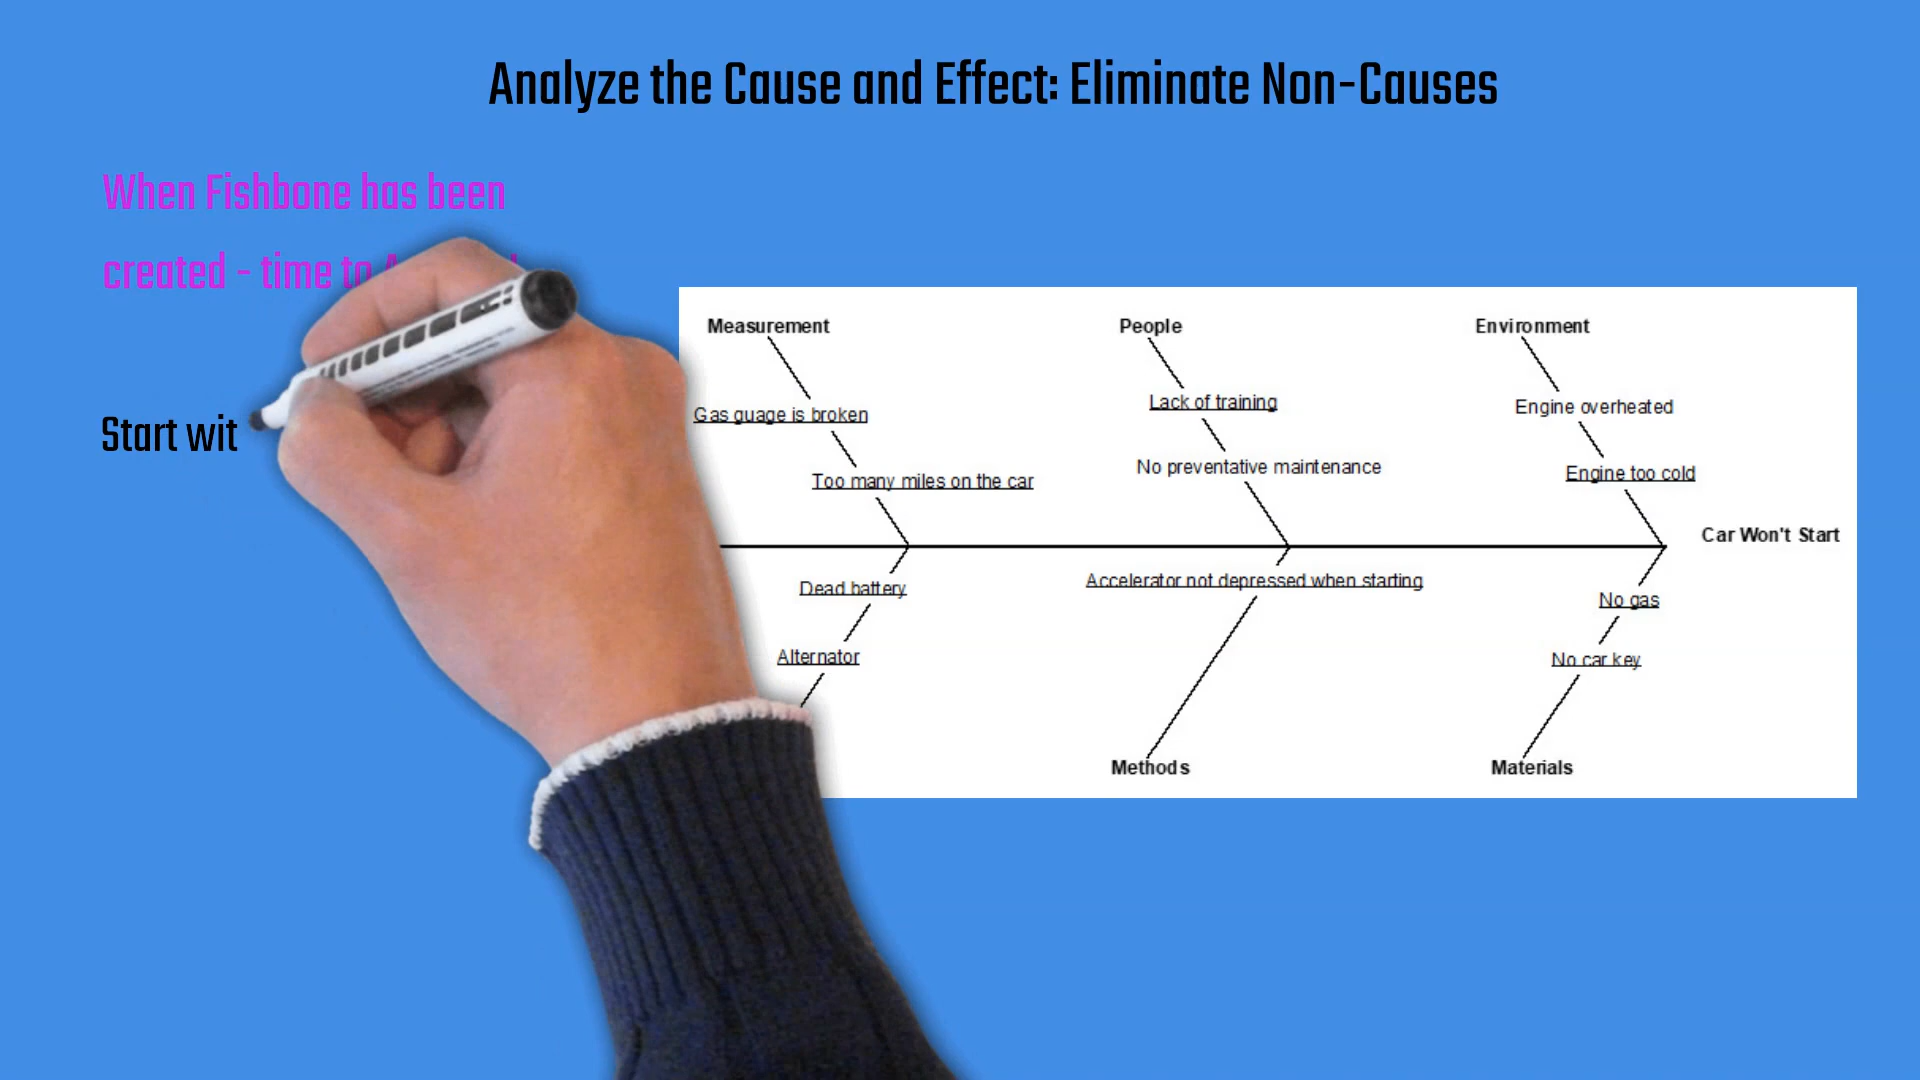 Analyze the Cause and Effect: Eliminate Non-Causes
When Fishbone has been
created - time to
Start wit
Measurement
People
Environment
Gas guage is broken
Lack of training
Engine overheated
Too many miles on the car
No preventative maintenance
Engine too cold
Car Won't Start
Dead battery
Accelerator not depressed when starting
No gas
Alternator
No car key
Methods
Materials